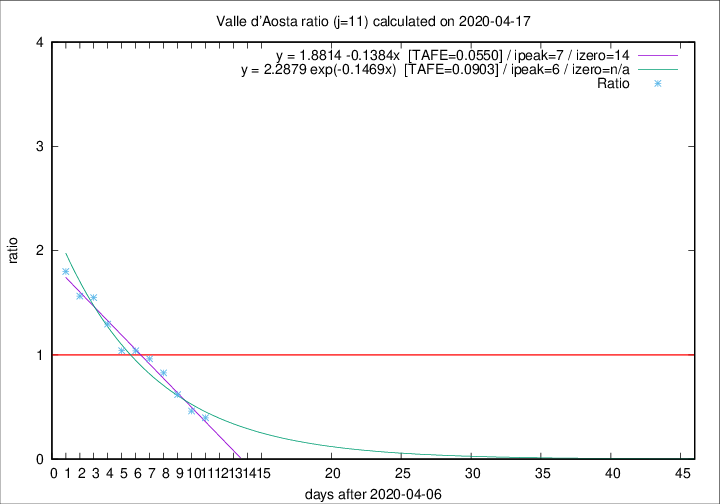 Valle d'Aosta ratio (j=11) calculated on 2020-04-17
y = 1.8814 -0.1384x  [TAFE=0.0550] / ipeak=7 / izero=14
y = 2.2879 exp(-0.1469x)  [TAFE=0.0903] / ipeak=6 / izero=n/a
Ratio
4
3
2
1
0
ratio
0 1 2 3 4 5 6 7 8 9 10 11 12 13 14 15 20 25 30 35 40 45
days after 2020-04-06